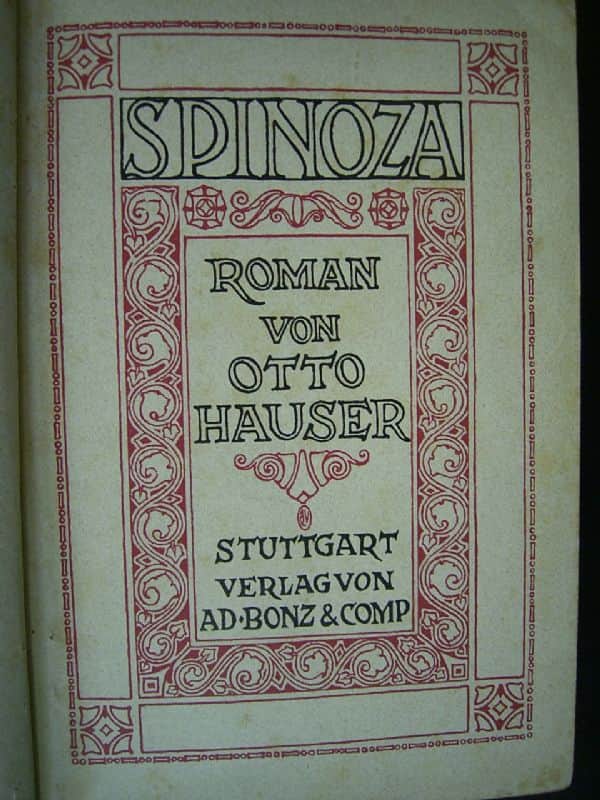 SPINOZA
ROMAN
VON
OTTO
HAUSER
STUTTGART
VERLAG VON
AD·BONZ & COMP